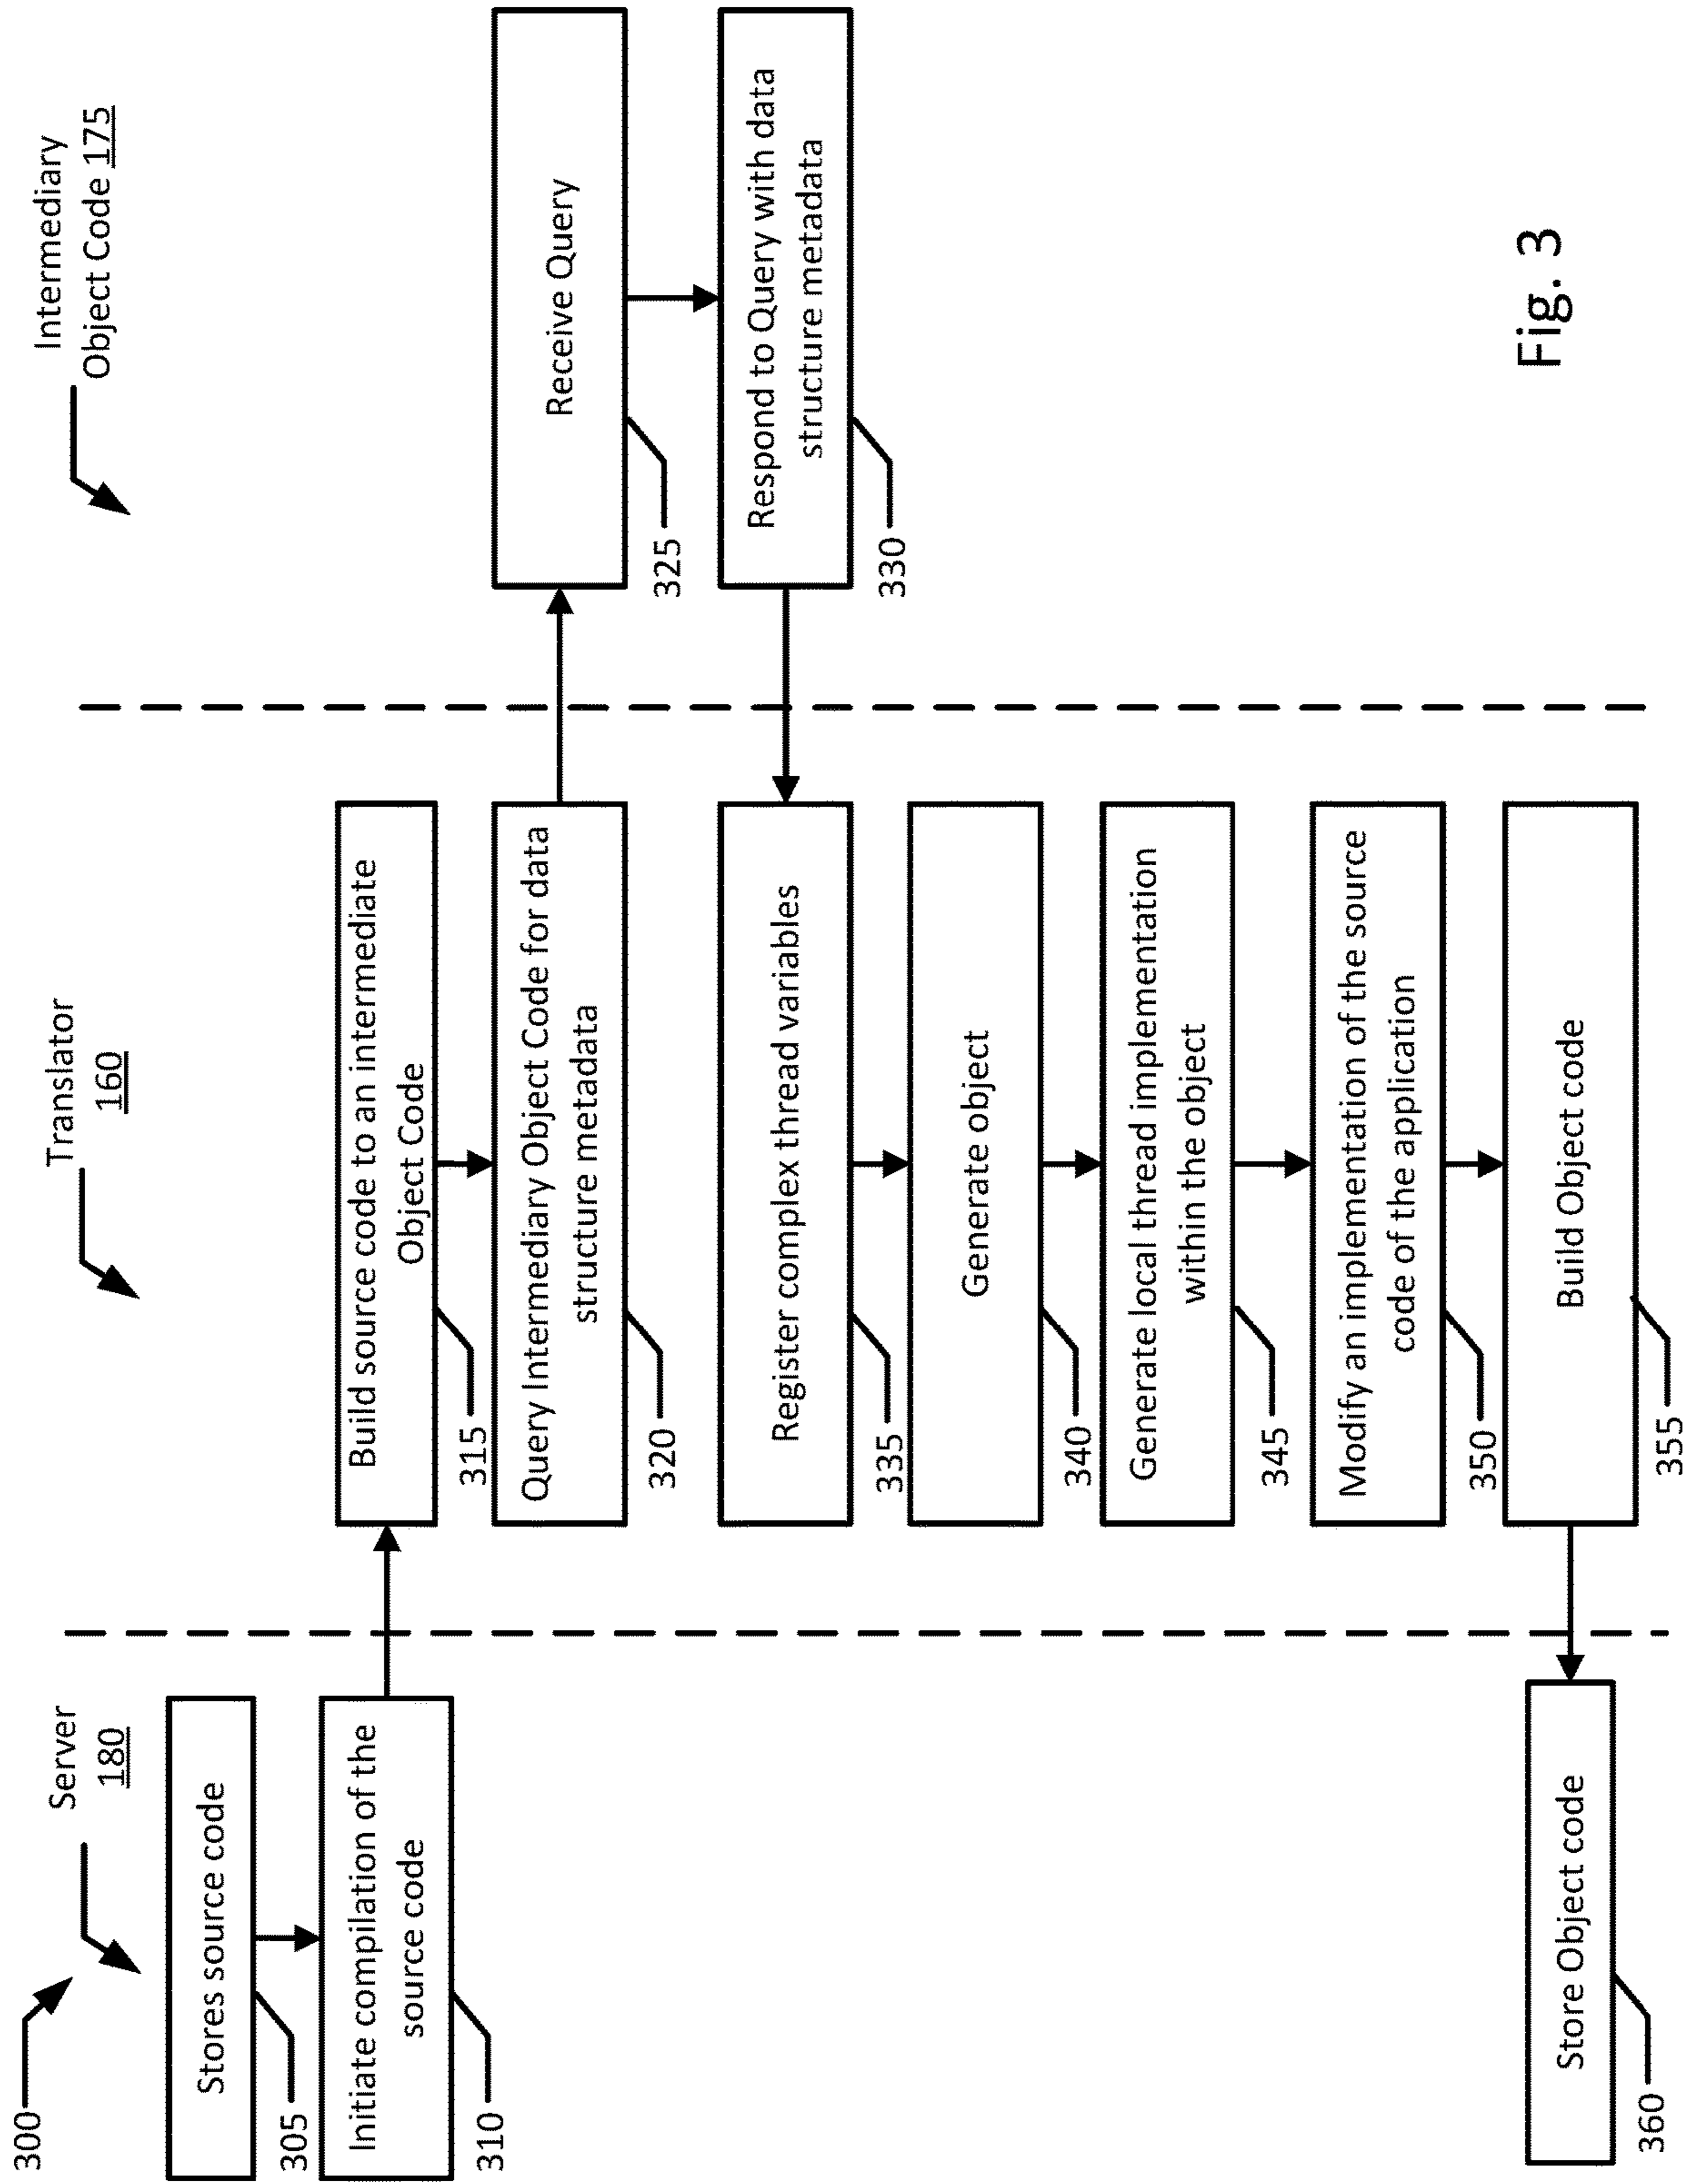 300
Server
180
Stores source code
305
Initiate compilation of the
source code
310
Translator
160
Build source code to an intermediate
Object Code
315
Query Intermediary Object Code for data
structure metadata
320
Intermediary
Object Code 175
Receive Query
325
Respond to Query with data
structure metadata
330
Register complex thread variables
335
Generate object
340
Generate local thread implementation
within the object
345
Modify an implementation of the source
code of the application
350
Build Object code
355
Store Object code
360
Fig. 3